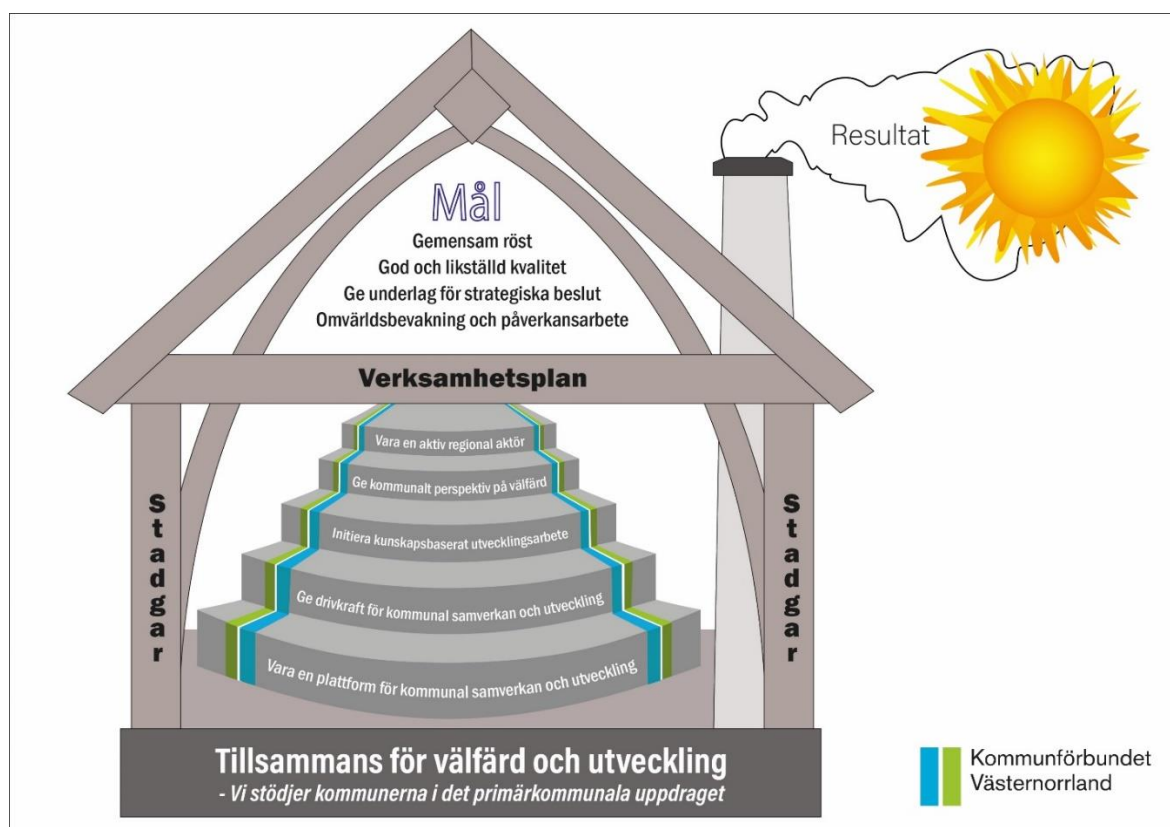 Resultat
Mål
Gemensam röst
God och likställd kvalitet
Ge underlag för strategiska beslut
Omvärldsbevakning och påverkansarbete
Verksamhetsplan
Stadgar
Vara en aktiv regional aktör
Ge kommunalt perspektiv på välfärd
Initiera kunskapsbaserat utvecklingsarbete
Ge drivkraft för kommunal samverkan och utveckling
Vara en plattform för kommunal samverkan och utveckling
Stadgar
Tillsammans för välfärd och utveckling
- Vi stödjer kommunerna i det primärkommunala uppdraget
Kommunförbundet
Västernorrland